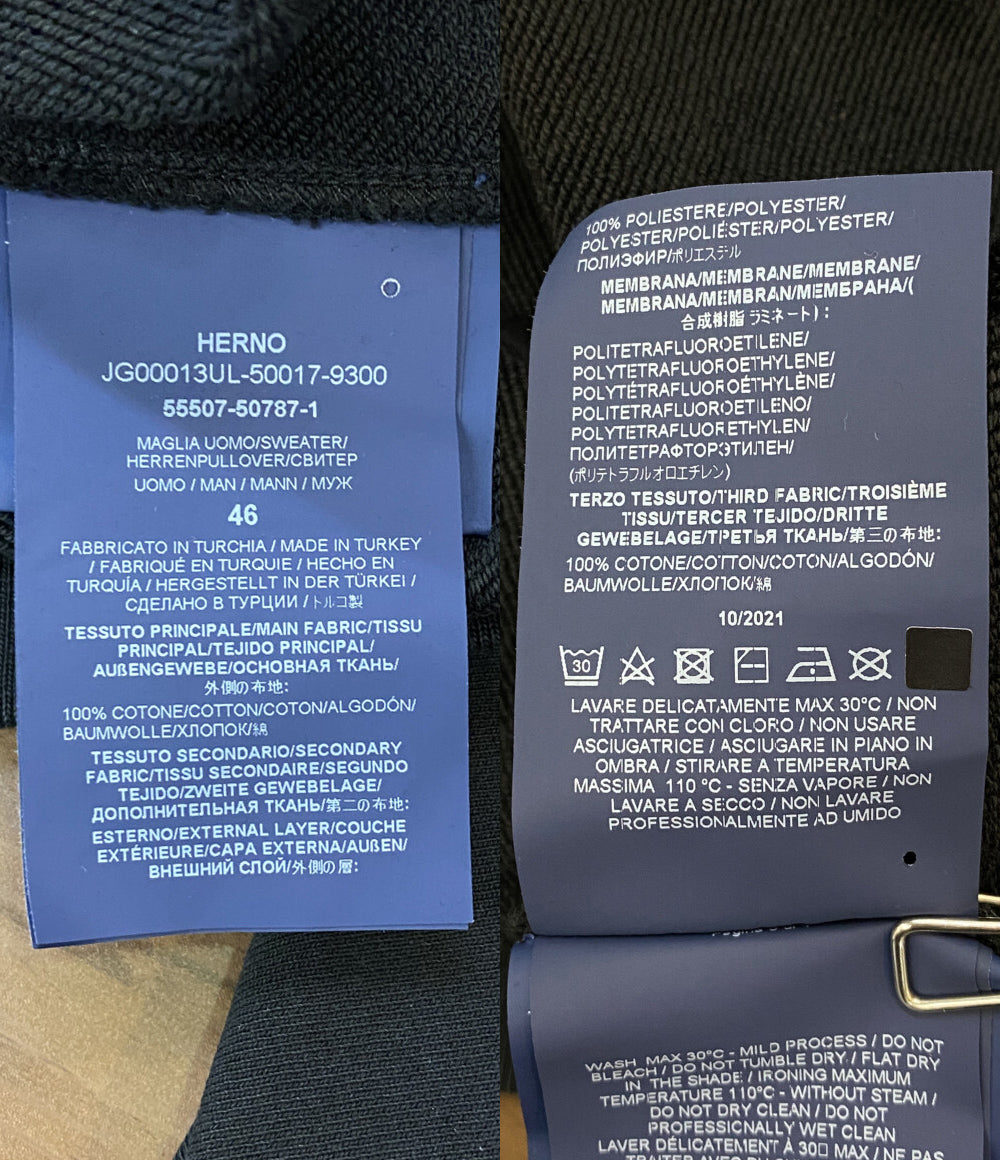 HERNO
JG00013UL-50017-9300
55507-50787-1
MAGLIA UOMO/SWEATER/
HERRENPULLOVER/СВИТЕР
UOMO / MAN / MANN / МУЖ
46
FABBRICATO IN TURCHIA / MADE IN TURKEY
/ FABRIQUÉ EN TURQUIE / HECHO EN
TURQUÍA / HERGESTELLT IN DER TÜRKEI /
СДЕЛАНО В ТУРЦИИ / トルコ製
TESSUTO PRINCIPALE/MAIN FABRIC/TISSU
PRINCIPAL/TEJIDO PRINCIPAL/
AUßENGEWEBE/ОСНОВНАЯ ТКАНЬ/
外側の布地:
100% COTONE/COTTON/COTON/ALGODÓN/
BAUMWOLLE/ХЛОПОК/綿
TESSUTO SECONDARIO/SECONDARY
FABRIC/TISSU SECONDAIRE/SEGUNDO
TEJIDO/ZWEITE GEWEBELAGE/
ДОПОЛНИТЕЛЬНАЯ ТКАНЬ/第二の布地:
ESTERNO/EXTERNAL LAYER/COUCHE
EXTÉRIEURE/CAPA EXTERNA/AUßEN/
ВНЕШНИЙ СЛОЙ/外側の層:
100% POLIESTERE/POLYESTER/
POLYESTER/POLIÉSTER/POLYESTER/
ПОЛИЭФИР/ポリエステル
MEMBRANA/MEMBRANE/MEMBRANE/
MEMBRANA/MEMBRAN/МЕМБРАНА/(
合成樹脂 ラミネート):
POLITETRAFLUOROETILENE/
POLYTETRAFLUOROETHYLENE/
POLYTÉTRAFLUOROÉTHYLÈNE/
POLITETRAFLUOROETILENO/
POLYTETRAFLUORETHYLEN/
ПОЛИТЕТРАФТОРЭТИЛЕН/
(ポリテトラフルオロエチレン)
TERZO TESSUTO/THIRD FABRIC/TROISIÈME
TISSU/TERCER TEJIDO/DRITTE
GEWEBELAGE/ТРЕТЬЯ ТКАНЬ/第三の布地:
100% COTONE/COTTON/COTON/ALGODÓN/
BAUMWOLLE/ХЛОПОК/綿
10/2021
30
LAVARE DELICATAMENTE MAX 30°C / NON
TRATTARE CON CLORO / NON USARE
ASCIUGATRICE / ASCIUGARE IN PIANO IN
OMBRA / STIRARE A TEMPERATURA
MASSIMA 110 °C - SENZA VAPORE / NON
LAVARE A SECCO / NON LAVARE
PROFESSIONALMENTE AD UMIDO
WASH MAX 30°C - MILD PROCESS / DO NOT
BLEACH / DO NOT TUMBLE DRY / FLAT DRY
IN THE SHADE / IRONING MAXIMUM
TEMPERATURE 110°C - WITHOUT STEAM /
DO NOT DRY CLEAN / DO NOT
PROFESSIONALLY WET CLEAN
LAVER DÉLICATEMENT À 30▯ MAX / NE PAS